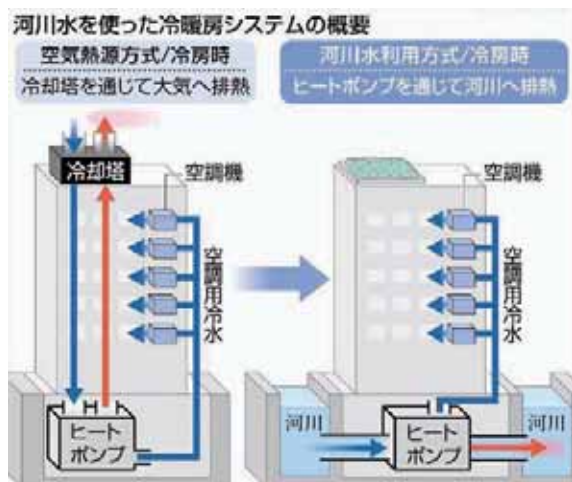 河川水を使った冷暖房システムの概要
空気熱源方式/冷房時
冷却塔を通じて大気へ排熱
河川水利用方式/冷房時
ヒートポンプを通じて河川へ排熱
冷却塔
空調機
空調用冷水
ヒート
ポンプ
空調機
空調用冷水
河川
ヒート
ポンプ
河川